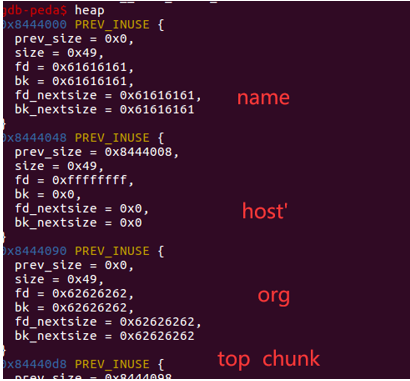 gdb-peda$ heap
0x8444000 PREV_INUSE {
prev_size = 0x0,
size = 0x49,
fd = 0x61616161,
bk = 0x61616161,
fd_nextsize = 0x61616161,
bk_nextsize = 0x61616161
name
}
0x8444048 PREV_INUSE {
prev_size = 0x8444008,
size = 0x49,
fd = 0xffffffff,
bk = 0x0,
fd_nextsize = 0x0,
bk_nextsize = 0x0
host'
}
0x8444090 PREV_INUSE {
prev_size = 0x0,
size = 0x49,
fd = 0x62626262,
bk = 0x62626262,
fd_nextsize = 0x62626262,
bk_nextsize = 0x62626262
org
}
top chunk
0x84440d8 PREV_INUSE {
prev_size = 0x8444098,